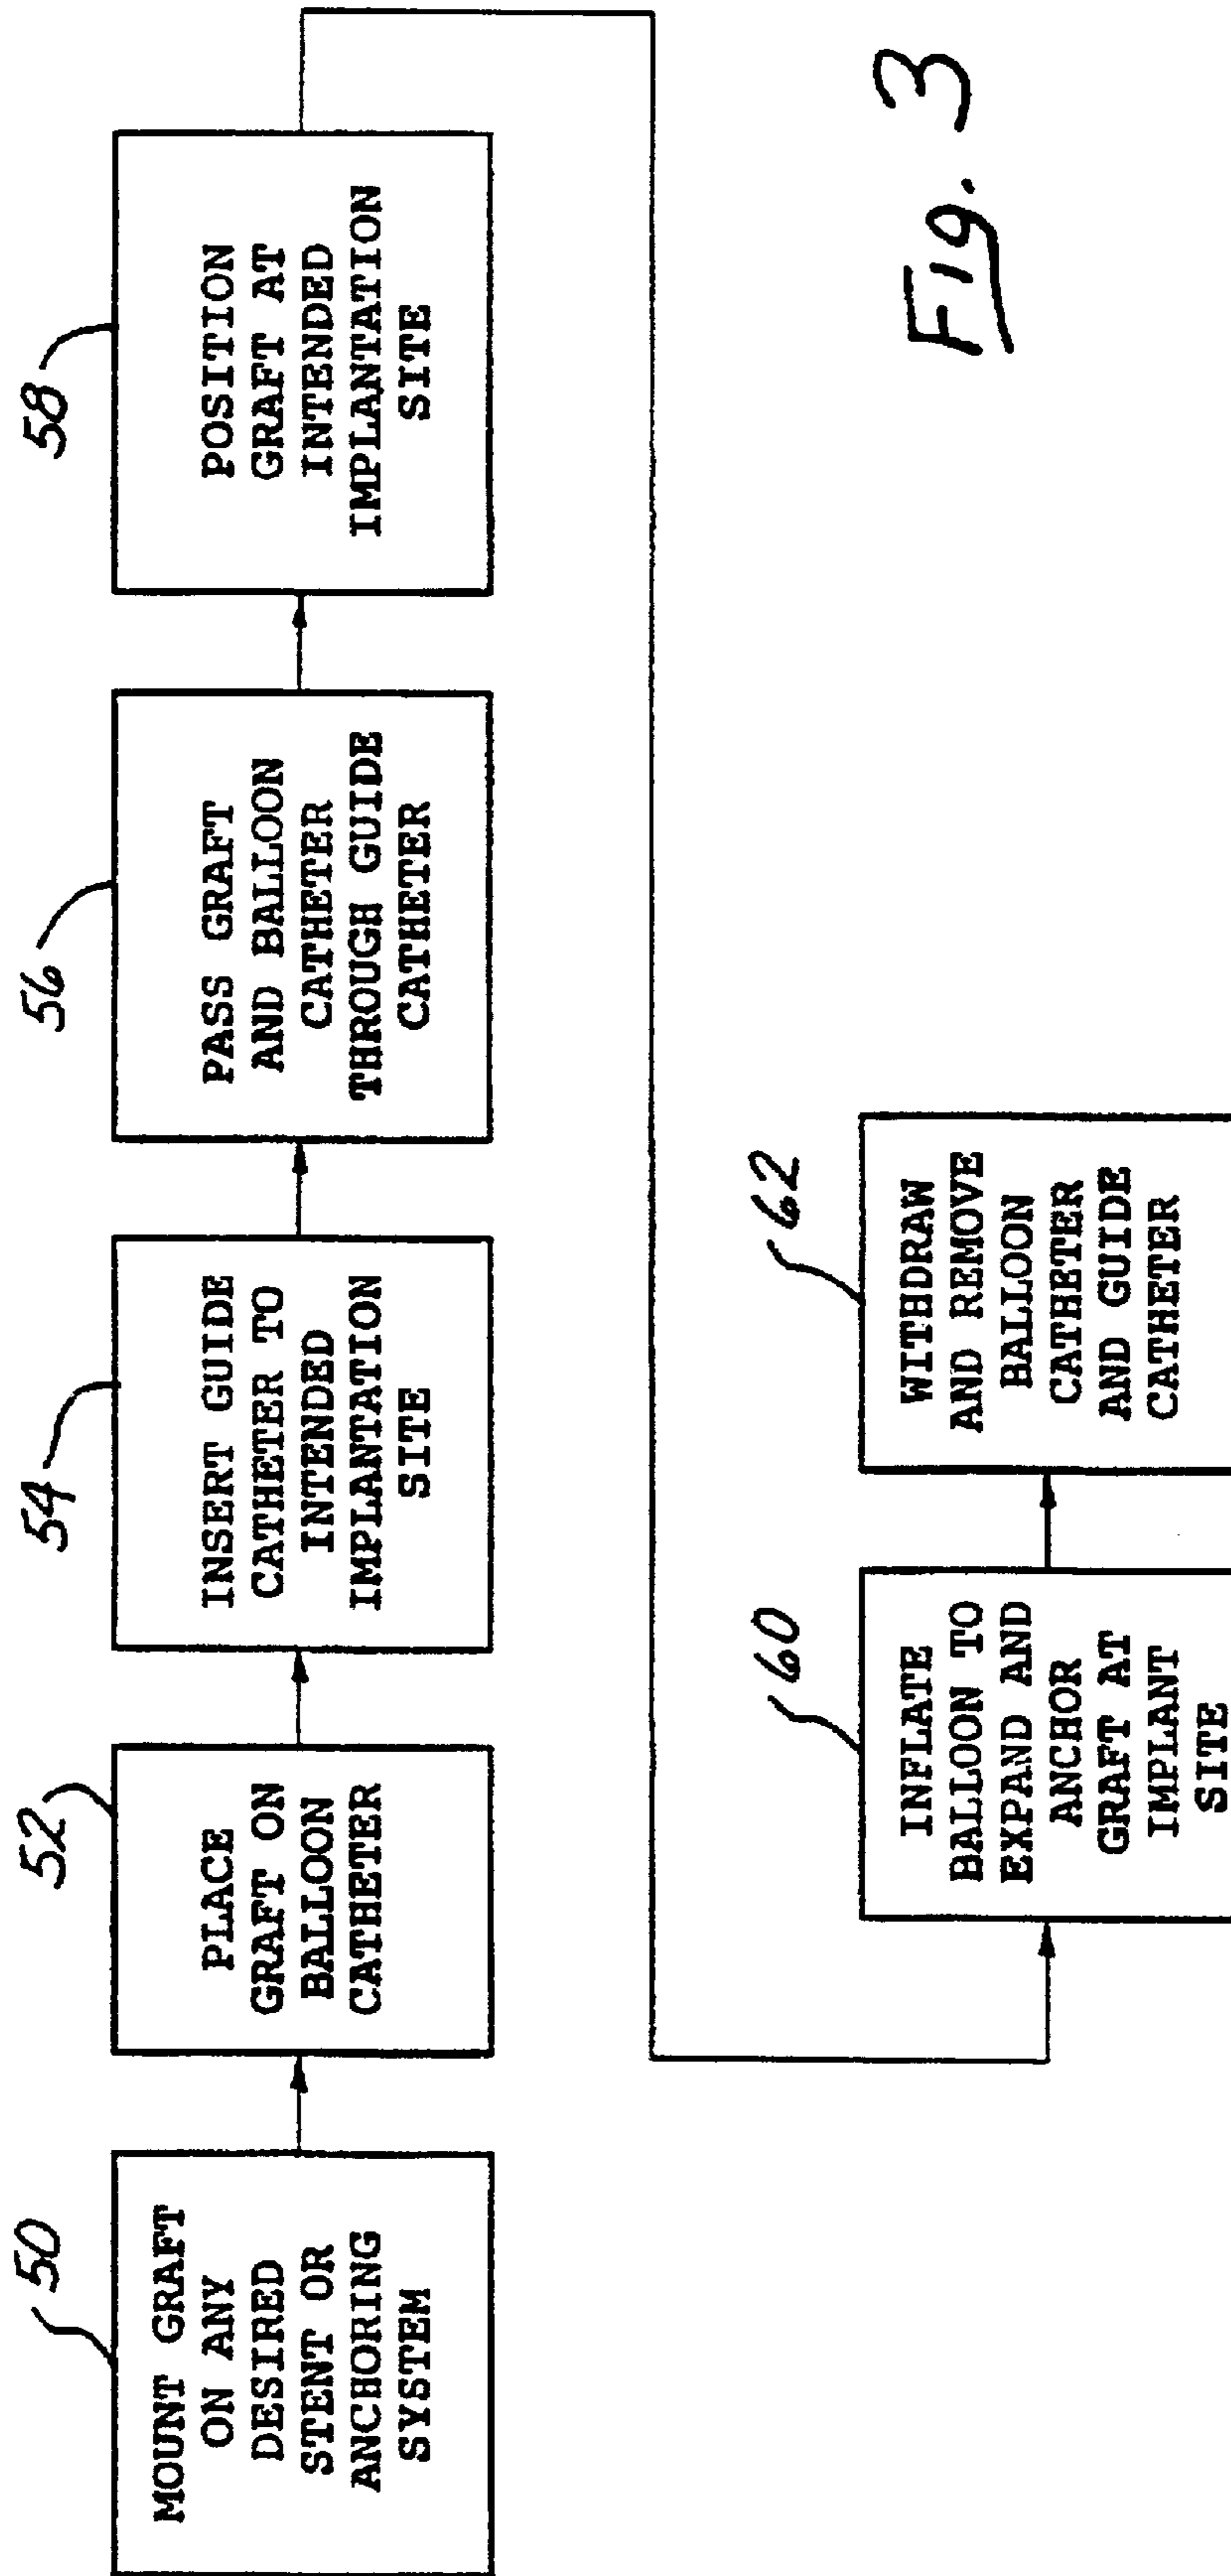 50
MOUNT GRAFT
ON ANY
DESIRED
STENT OR
ANCHORING
SYSTEM
52
PLACE
GRAFT ON
BALLOON
CATHETER
54
INSERT GUIDE
CATHETER TO
INTENDED
IMPLANTATION
SITE
56
PASS GRAFT
AND BALLOON
CATHETER
THROUGH GUIDE
CATHETER
58
POSITION
GRAFT AT
INTENDED
IMPLANTATION
SITE
60
INFLATE
BALLOON TO
EXPAND AND
ANCHOR
GRAFT AT
IMPLANT
SITE
62
WITHDRAW
AND REMOVE
BALLOON
CATHETER
AND GUIDE
CATHETER
Fig. 3